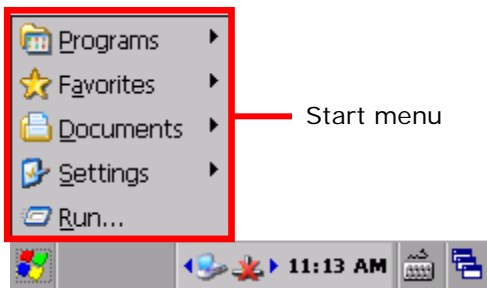 Programs
Favorites
Start menu
Documents
Settings
Run...
11:13 AM